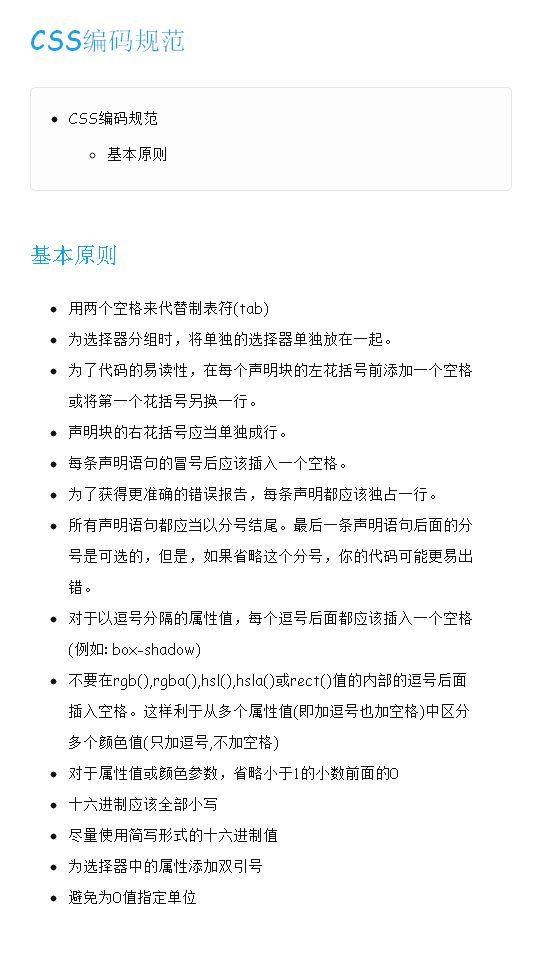 CSS编码规范
CSS编码规范
基本原则
基本原则
用两个空格来代替制表符(tab)
为选择器分组时，将单独的选择器单独放在一起。
为了代码的易读性，在每个声明块的左花括号前添加一个空格
或将第一个花括号另换一行。
声明块的右花括号应当单独成行。
每条声明语句的冒号后应该插入一个空格。
为了获得更准确的错误报告，每条声明都应该独占一行。
所有声明语句都应当以分号结尾。最后一条声明语句后面的分
号是可选的，但是，如果省略这个分号，你的代码可能更易出
错。
对于以逗号分隔的属性值，每个逗号后面都应该插入一个空格
(例如: box-shadow)
不要在rgb(),rgba(),hsl(),hsla()或rect()值的内部的逗号后面
插入空格。这样利于从多个属性值(即加逗号也加空格)中区分
多个颜色值(只加逗号,不加空格)
对于属性值或颜色参数，省略小于1的小数前面的0
十六进制应该全部小写
尽量使用简写形式的十六进制值
为选择器中的属性添加双引号
避免为0值指定单位